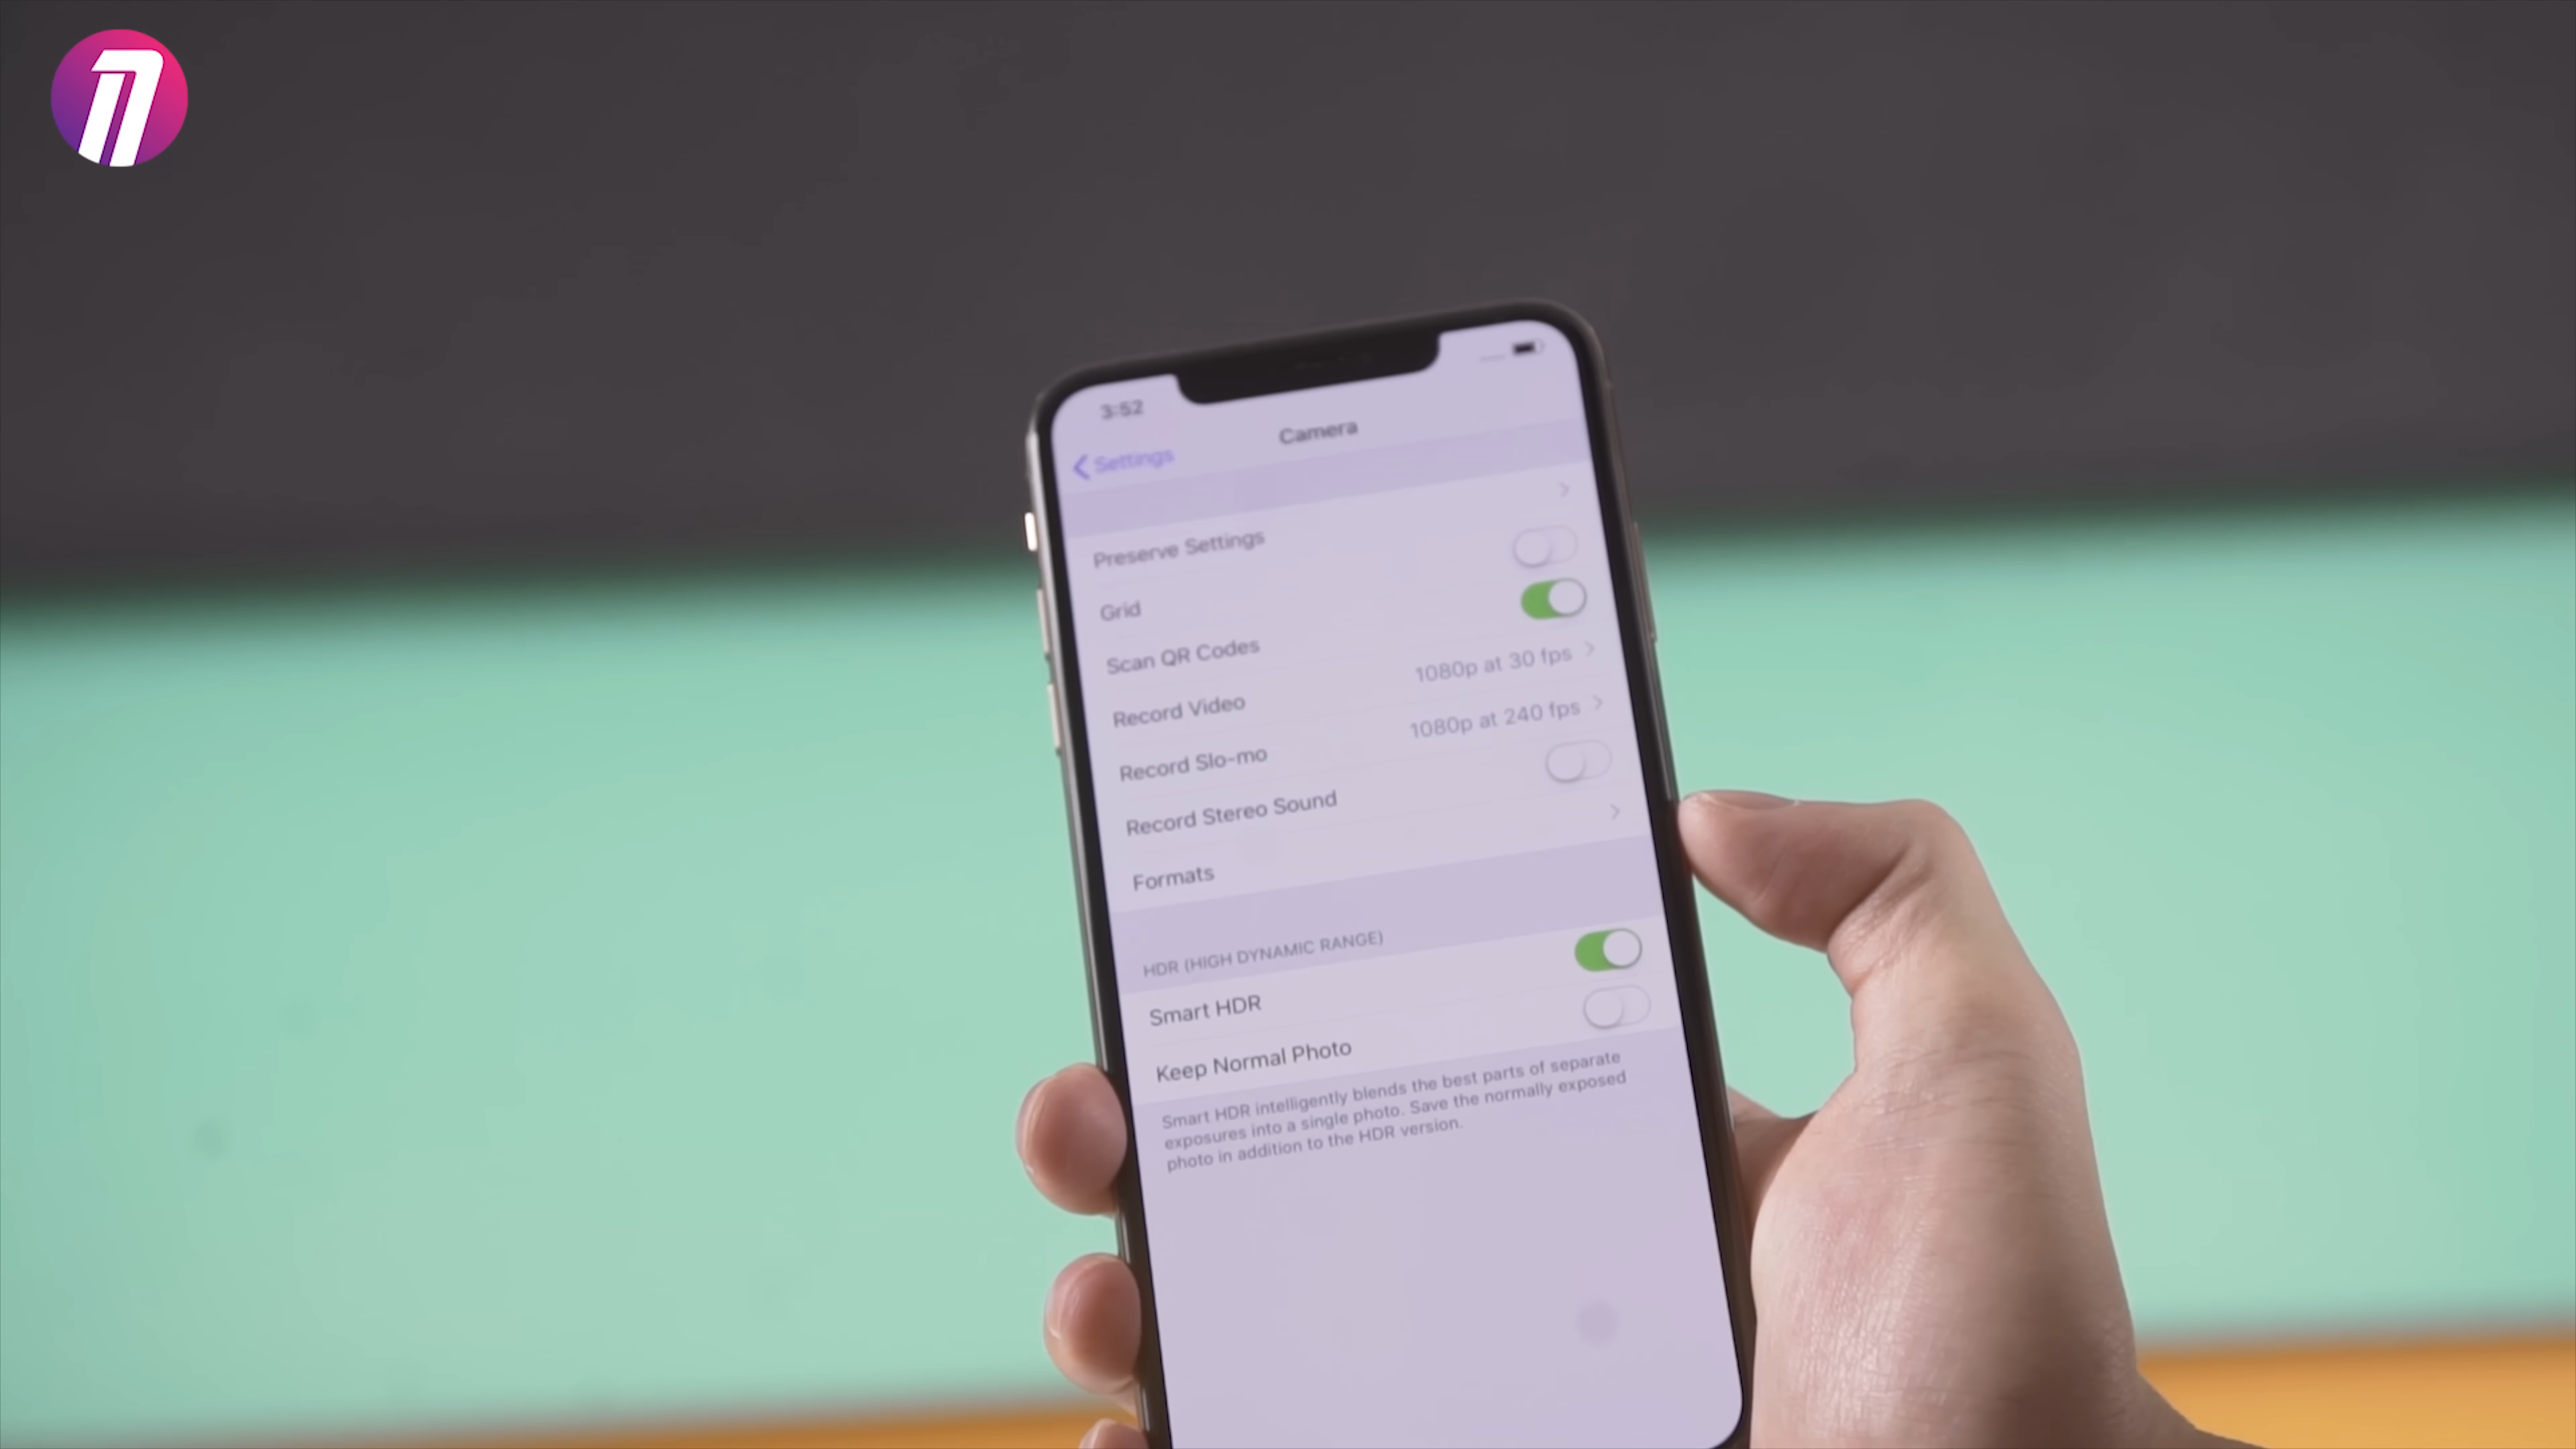 3:52
Settings
Camera
Preserve Settings
Grid
Scan QR Codes
Record Video 1080p at 30 fps
Record Slo-mo 1080p at 240 fps
Record Stereo Sound
Formats
HDR (HIGH DYNAMIC RANGE)
Smart HDR
Keep Normal Photo
Smart HDR intelligently blends the best parts of separate
exposures into a single photo. Save the normally exposed
photo in addition to the HDR version.